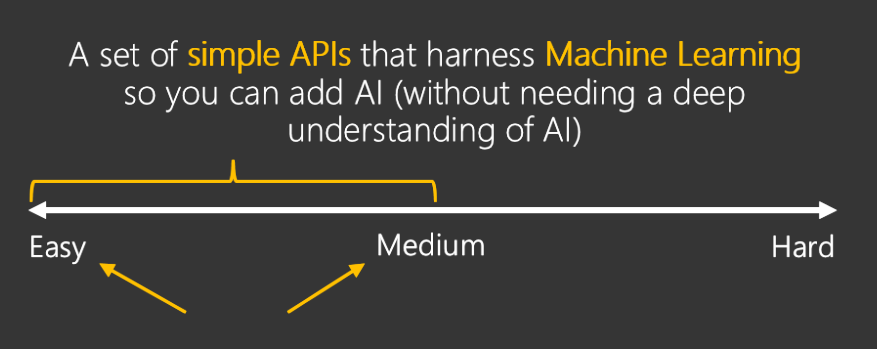 A set of simple APIs that harness Machine Learning
so you can add AI (without needing a deep
understanding of AI)
Easy
Medium
Hard